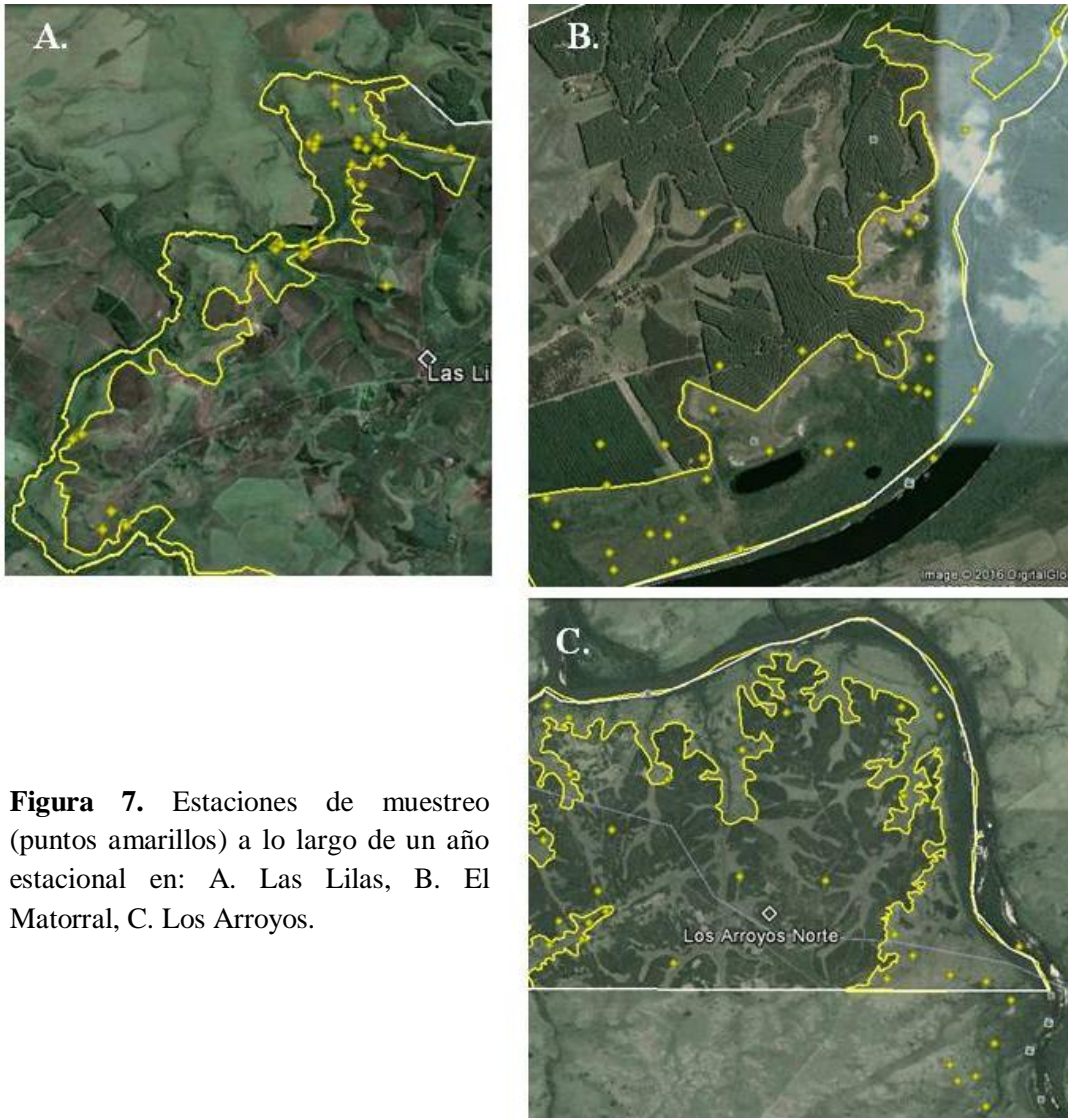 A.
Las Li
B.
Image © 2016 DigitalGlo
C.
Los Arroyos Norte
Figura 7. Estaciones de muestreo
(puntos amarillos) a lo largo de un año
estacional en: A. Las Lilas, B. El
Matorral, C. Los Arroyos.